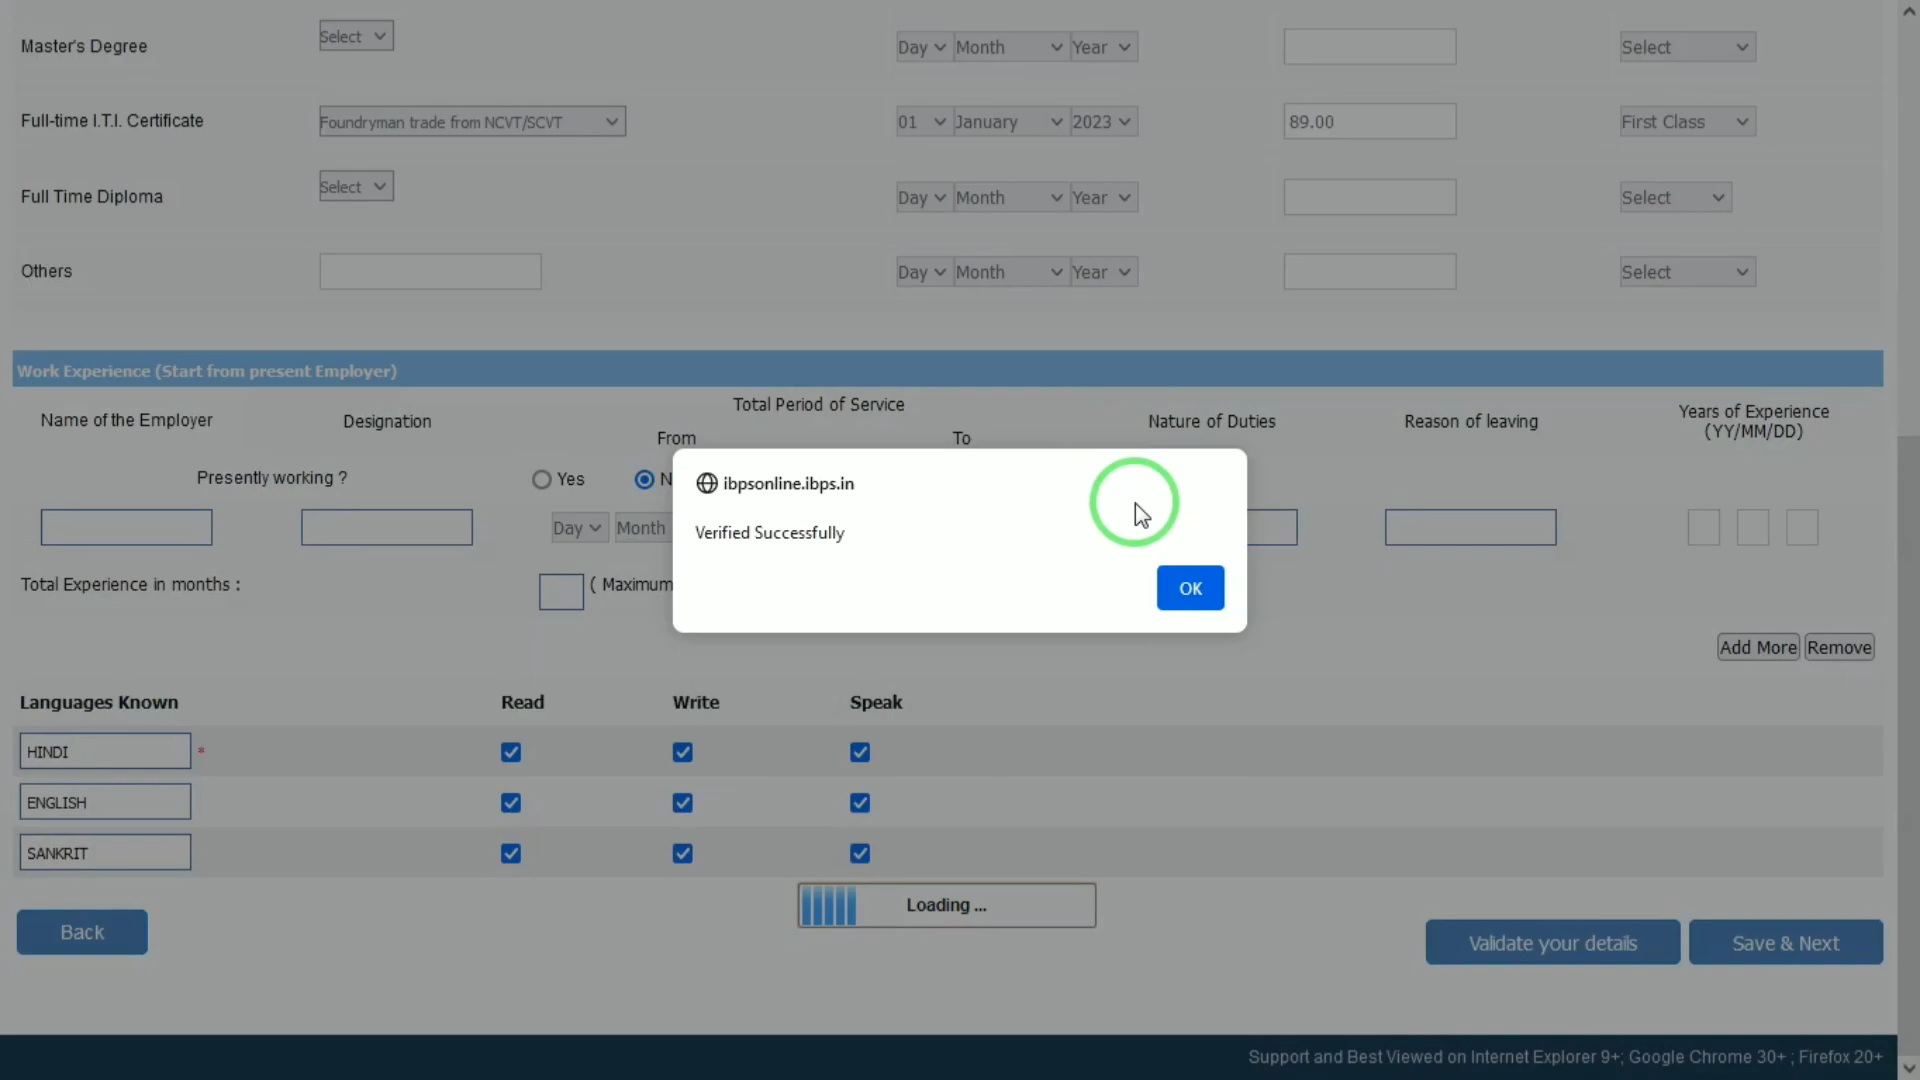 Master's Degree Select Day Month Year Select
Full-time I.T.I. Certificate Foundryman trade from NCVT/SCVT 01 January 2023 89.00 First Class
Full Time Diploma Select Day Month Year Select
Others Day Month Year Select
Work Experience (Start from present Employer)
Name of the Employer Designation Total Period of Service Nature of Duties Reason of leaving Years of Experience
(YY/MM/DD)
From To
Presently working ? Yes N
ibpsonline.ibps.in
Verified Successfully
OK
Day Month
Total Experience in months : ( Maximum
Add More Remove
Languages Known Read Write Speak
HINDI *
ENGLISH
SANKRIT
Loading ...
Back Validate your details Save & Next
Support and Best Viewed on Internet Explorer 9+; Google Chrome 30+ ; Firefox 20+